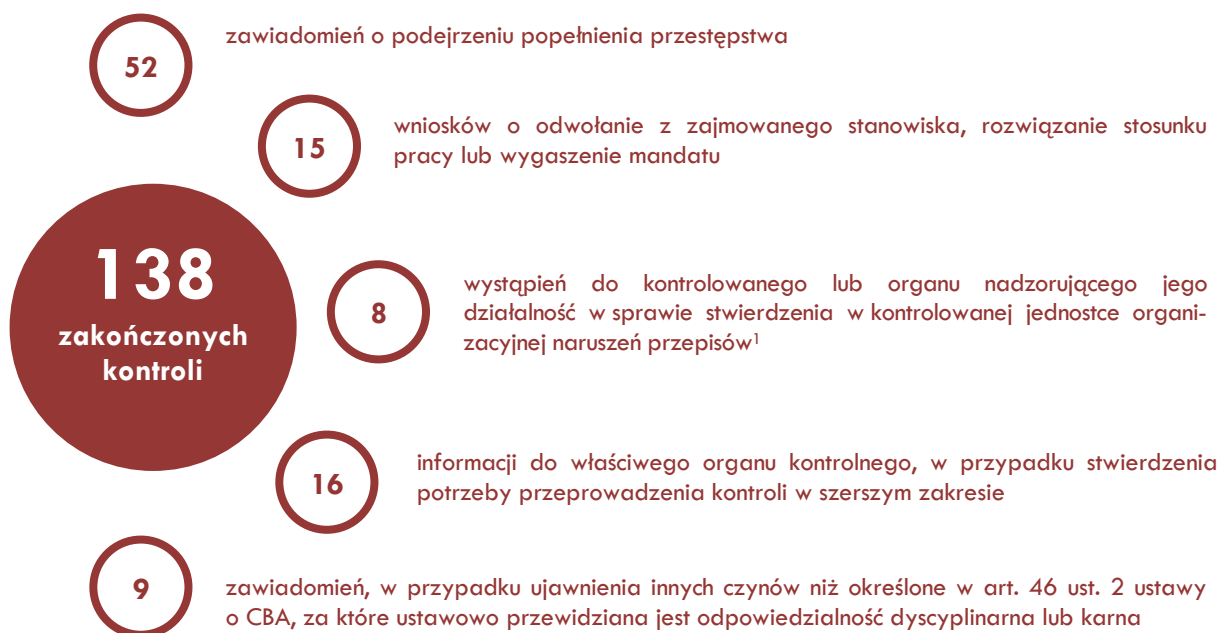 52
zawiadomień o podejrzeniu popełnienia przestępstwa
15
wniosków o odwołanie z zajmowanego stanowiska, rozwiązanie stosunku
pracy lub wygaszenie mandatu
138
zakończonych
kontroli
8
wystąpień do kontrolowanego lub organu nadzorującego jego
działalność w sprawie stwierdzenia w kontrolowanej jednostce organi-
zacyjnej naruszeń przepisów¹
16
informacji do właściwego organu kontrolnego, w przypadku stwierdzenia
potrzeby przeprowadzenia kontroli w szerszym zakresie
9
zawiadomień, w przypadku ujawnienia innych czynów niż określone w art. 46 ust. 2 ustawy
o CBA, za które ustawowo przewidziana jest odpowiedzialność dyscyplinarna lub karna